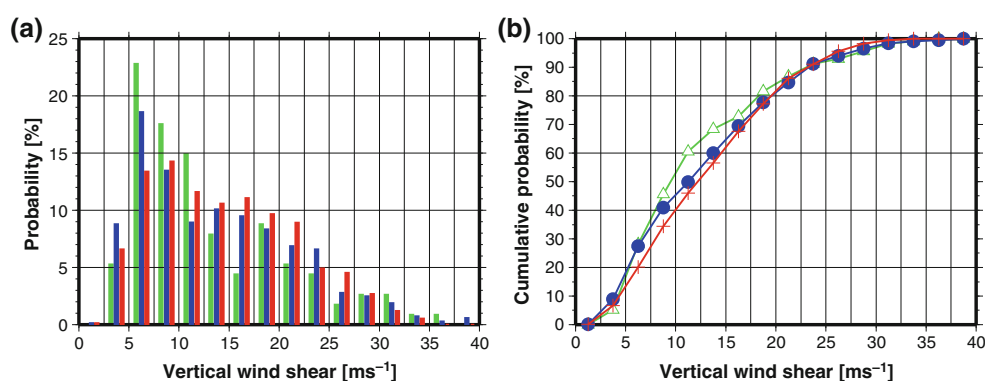 (a)
25
20
15
10
5
0
Probability [%]
0 5 10 15 20 25 30 35 40
Vertical wind shear [ms⁻¹]
(b)
100
90
80
70
60
50
40
30
20
10
0
Cumulative probability [%]
0 5 10 15 20 25 30 35 40
Vertical wind shear [ms⁻¹]